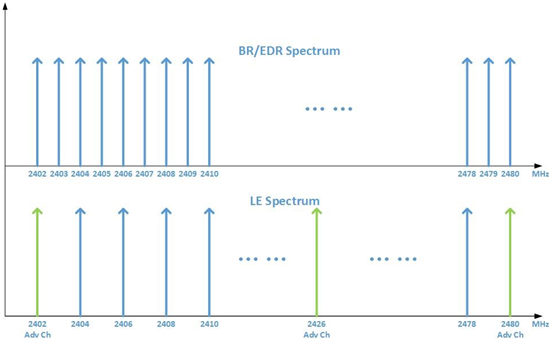 BR/EDR Spectrum
... ...
2402 2403 2404 2405 2406 2407 2408 2409 2410 2478 2479 2480 MHz
LE Spectrum
... ... ... ...
2402 2404 2406 2408 2410 2426 2478 2480 MHz
Adv Ch Adv Ch Adv Ch